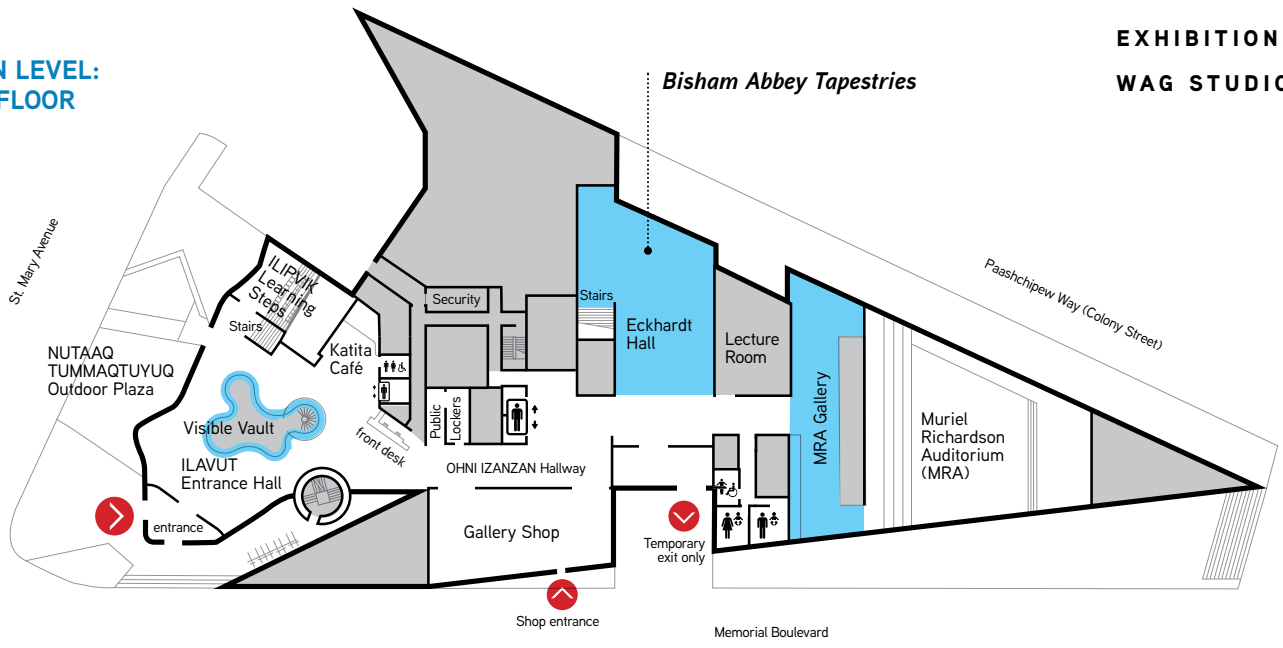 N LEVEL:
FLOOR
EXHIBITION
WAG STUDIO
Bisham Abbey Tapestries
St. Mary Avenue
Paashchipew Way (Colony Street)
ILIPVIK
Learning
Steps
Stairs
NUTAAQ
TUMMAQTUYUQ
Outdoor Plaza
Katita
Café
Security
Stairs
Eckhardt
Hall
Lecture
Room
MRA Gallery
Muriel
Richardson
Auditorium
(MRA)
Visible Vault
ILAVUT
Entrance Hall
front desk
Public
Lockers
OHNI IZANZAN Hallway
entrance
Gallery Shop
Temporary
exit only
Shop entrance
Memorial Boulevard